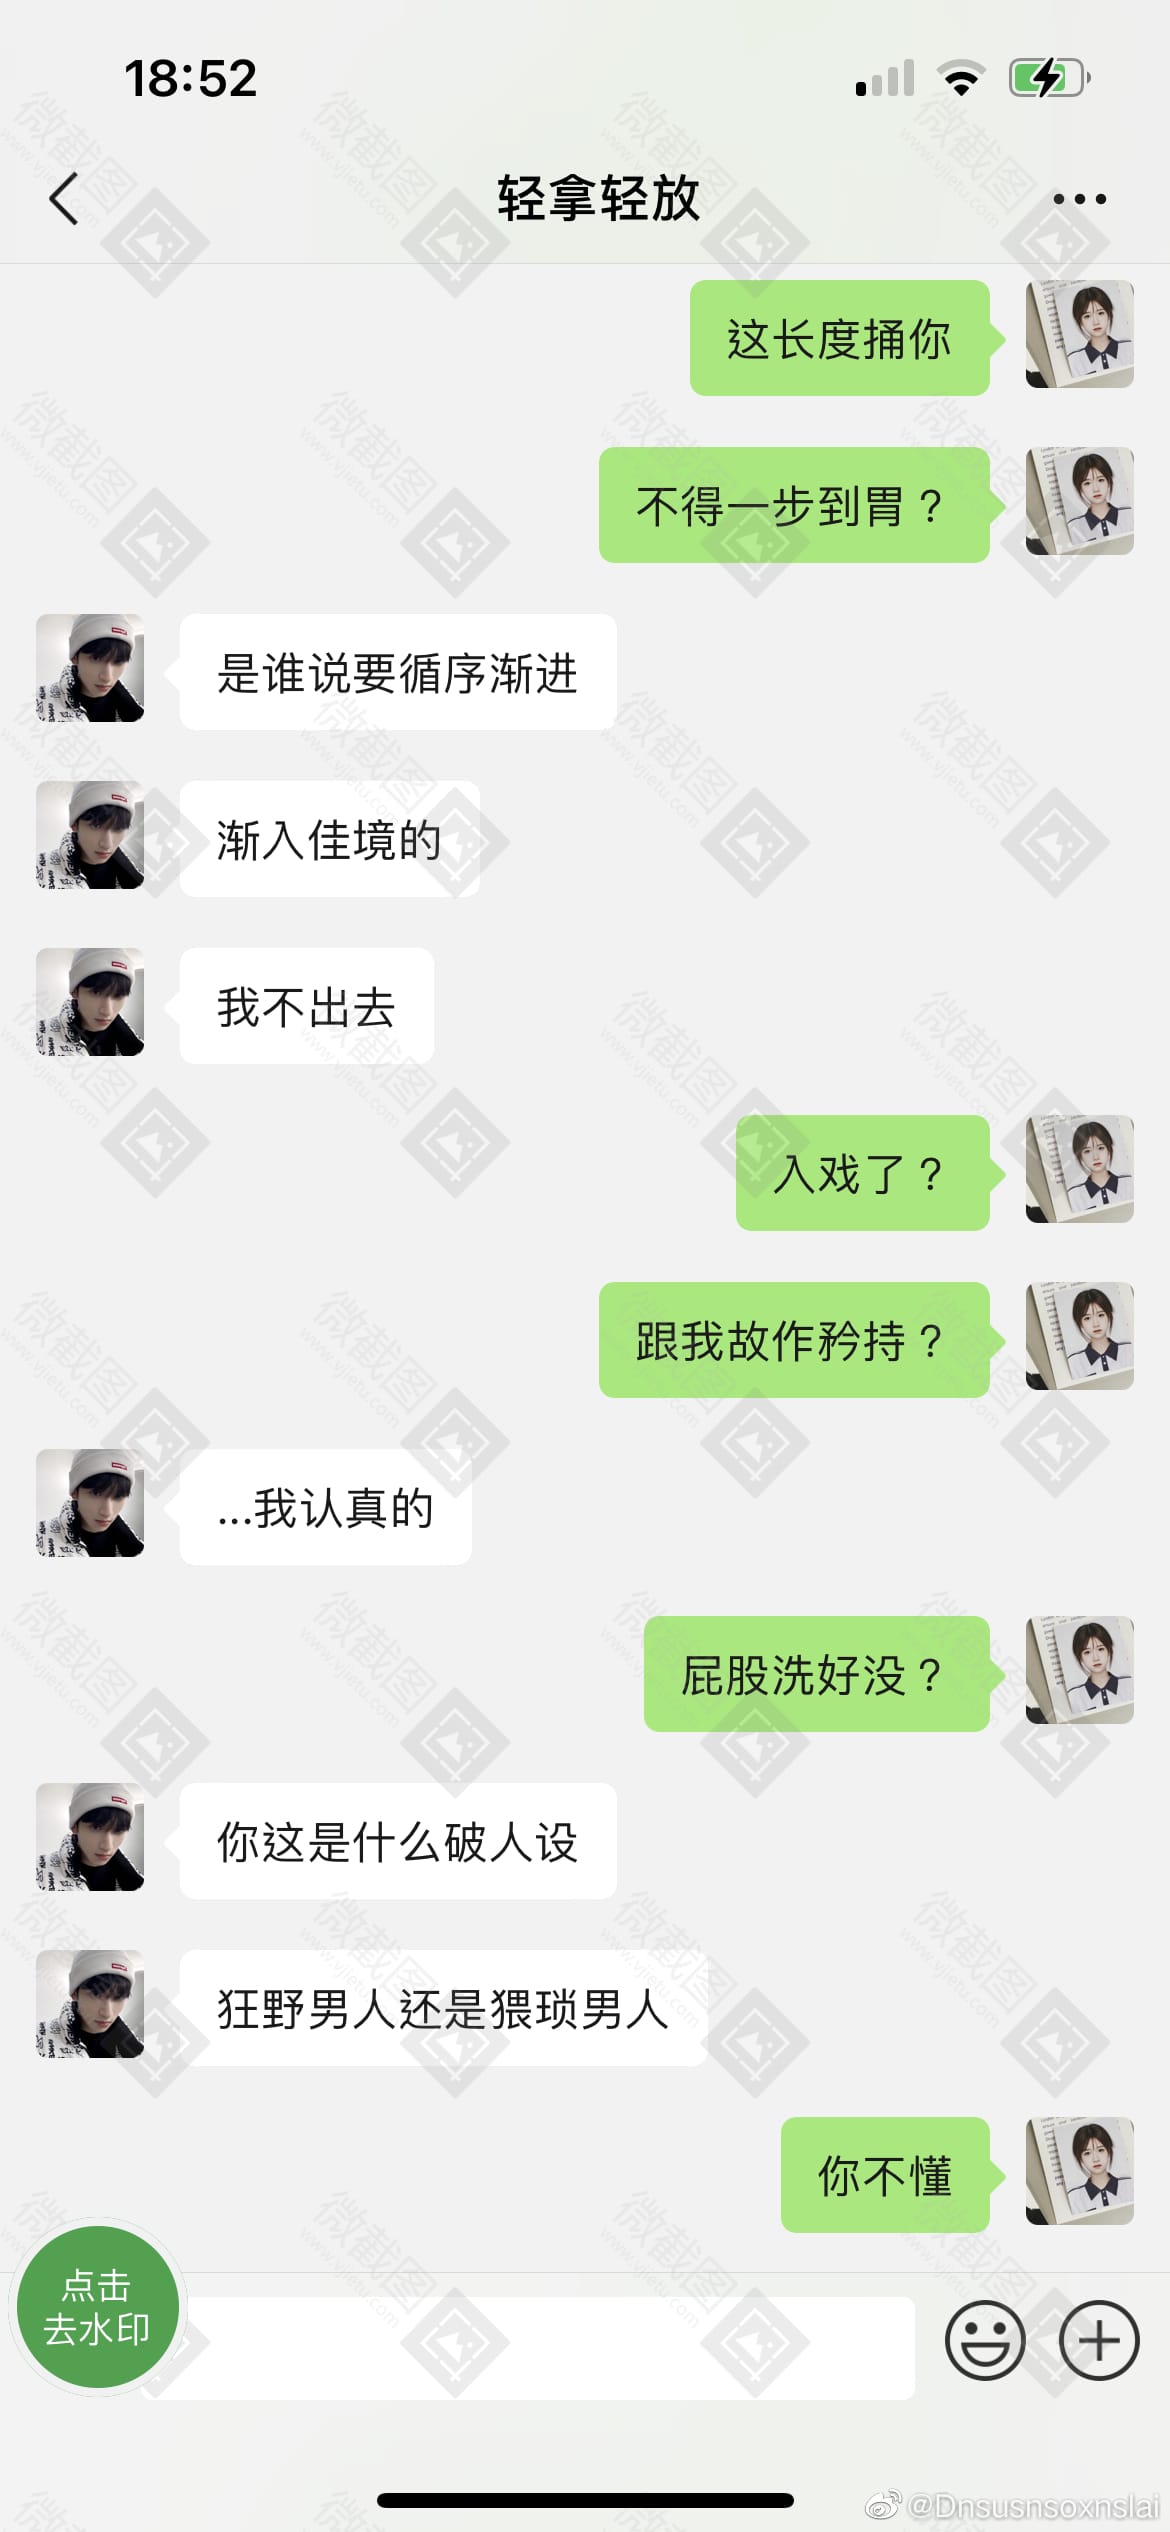 18:52
轻拿轻放
这长度捅你
不得一步到胃？
是谁说要循序渐进
渐入佳境的
我不出去
入戏了？
跟我故作矜持？
...我认真的
屁股洗好没？
你这是什么破人设
狂野男人还是猥琐男人
你不懂
点击
去水印
微截图
www.vjietu.com
@Dnsusnsoxnslai